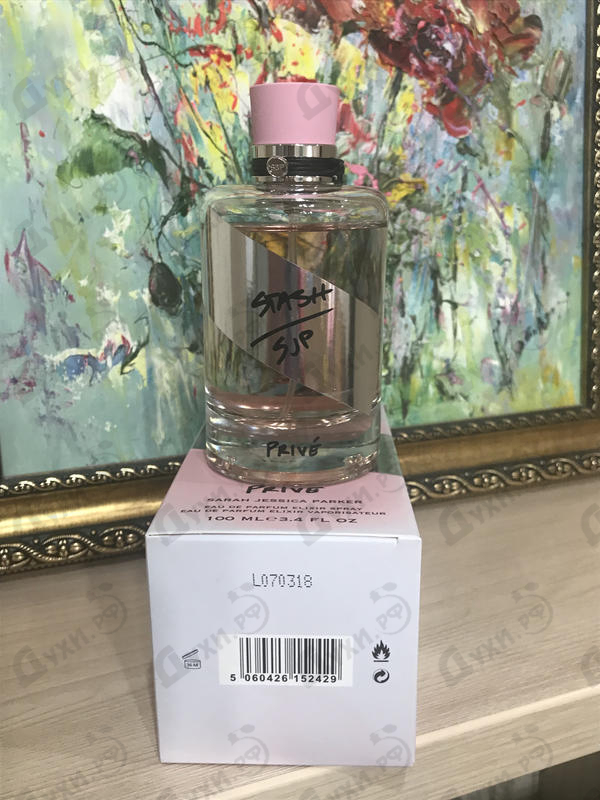 STASH
SJP
PRIVÉ
PRIVÉ
SARAH JESSICA PARKER
EAU DE PARFUM ELIXIR SPRAY
EAU DE PARFUM ELIXIR VAPORISATEUR
100 ML℮3.4 FL OZ
L070318
36 M
5 060426 152429
Духи.рф